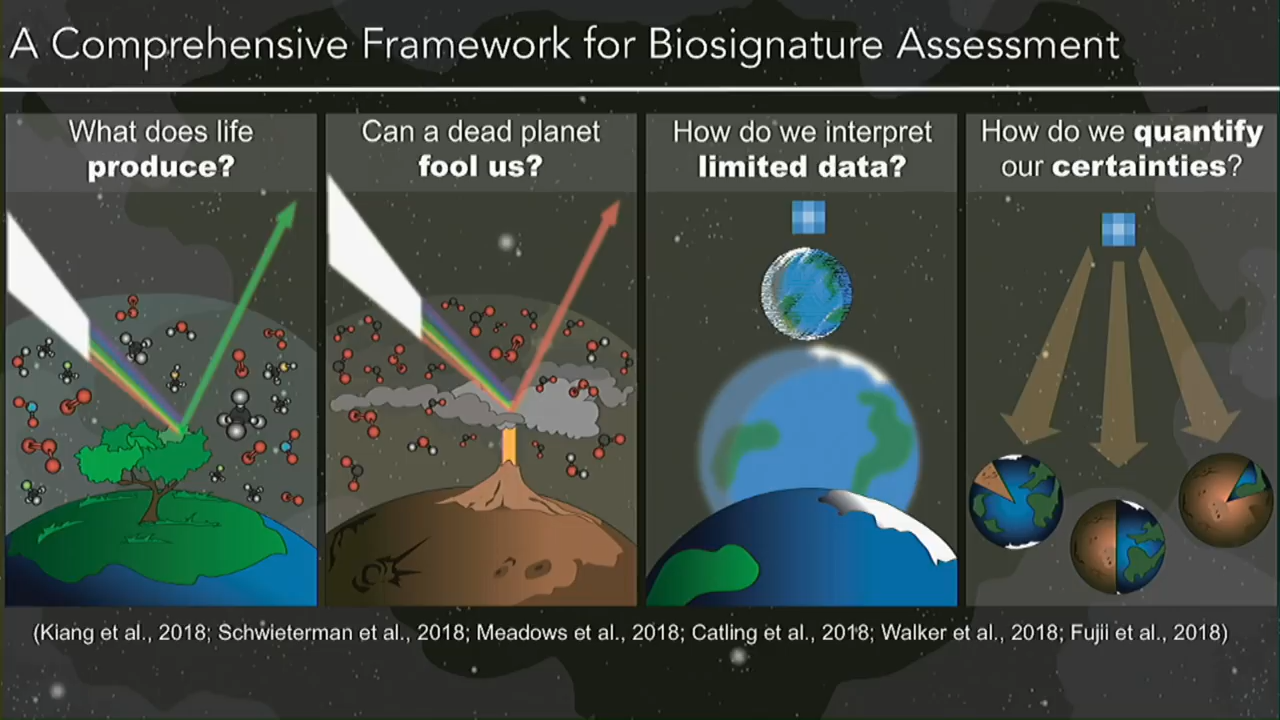 A Comprehensive Framework for Biosignature Assessment
What does life
produce?
Can a dead planet
fool us?
How do we interpret
limited data?
How do we quantify
our certainties?
(Kiang et al., 2018; Schwieterman et al., 2018; Meadows et al., 2018; Catling et al., 2018; Walker et al., 2018; Fujii et al., 2018)